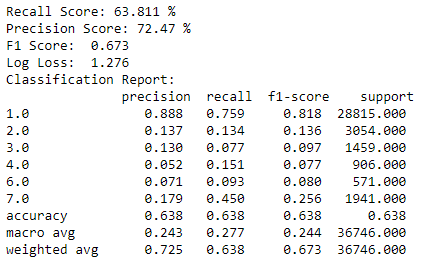 Recall Score: 63.811 %
Precision Score: 72.47 %
F1 Score:  0.673
Log Loss:  1.276
Classification Report:
              precision  recall  f1-score    support
1.0               0.888   0.759     0.818  28815.000
2.0               0.137   0.134     0.136   3054.000
3.0               0.130   0.077     0.097   1459.000
4.0               0.052   0.151     0.077    906.000
6.0               0.071   0.093     0.080    571.000
7.0               0.179   0.450     0.256   1941.000
accuracy          0.638   0.638     0.638      0.638
macro avg         0.243   0.277     0.244  36746.000
weighted avg      0.725   0.638     0.673  36746.000